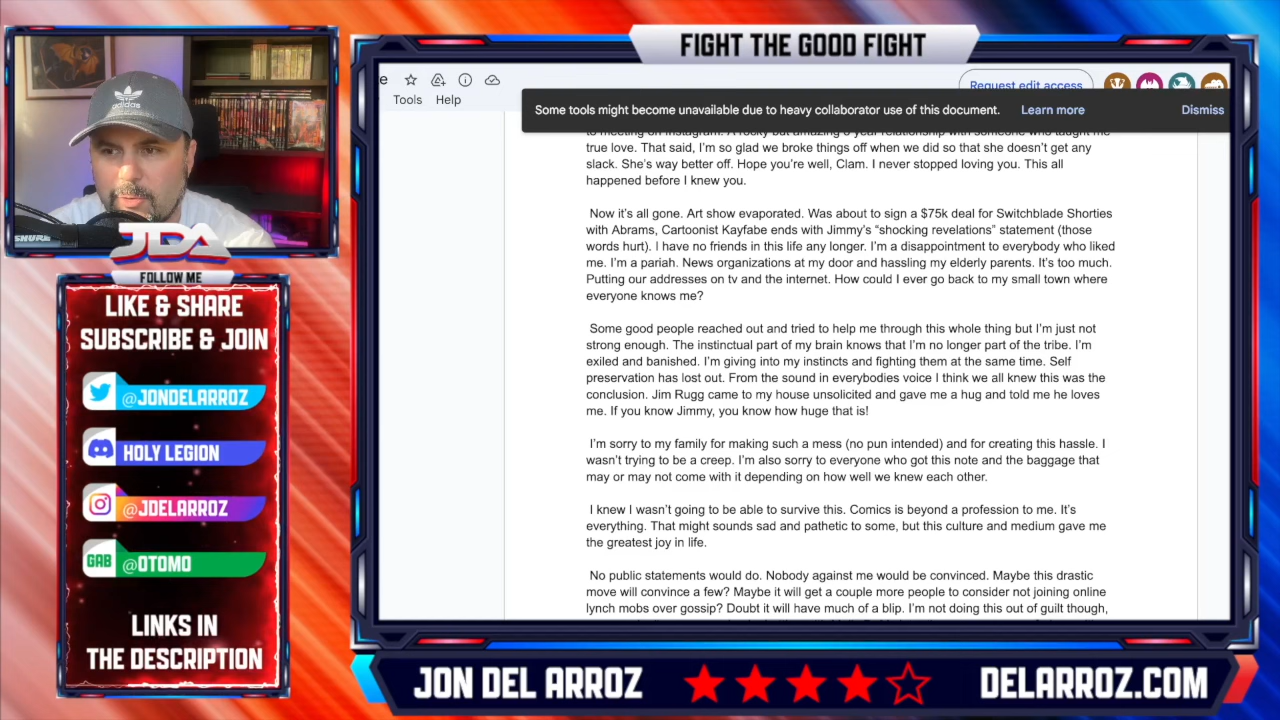 FIGHT THE GOOD FIGHT
adidas
SHURE
JDA
FOLLOW ME
LIKE & SHARE
SUBSCRIBE & JOIN
@JONDELARROZ
HOLY LEGION
@JDELARROZ
GAB @OTOMO
LINKS IN
THE DESCRIPTION
e
Request edit access
Tools Help
Some tools might become unavailable due to heavy collaborator use of this document. Learn more Dismiss
to meeting on Instagram. A rocky but amazing relationship with someone who taught me
true love. That said, I'm so glad we broke things off when we did so that she doesn't get any
slack. She's way better off. Hope you're well, Clam. I never stopped loving you. This all
happened before I knew you.
Now it's all gone. Art show evaporated. Was about to sign a $75k deal for Switchblade Shorties
with Abrams, Cartoonist Kayfabe ends with Jimmy's “shocking revelations” statement (those
words hurt). I have no friends in this life any longer. I'm a disappointment to everybody who liked
me. I'm a pariah. News organizations at my door and hassling my elderly parents. It's too much.
Putting our addresses on tv and the internet. How could I ever go back to my small town where
everyone knows me?
Some good people reached out and tried to help me through this whole thing but I'm just not
strong enough. The instinctual part of my brain knows that I'm no longer part of the tribe. I'm
exiled and banished. I'm giving into my instincts and fighting them at the same time. Self
preservation has lost out. From the sound in everybodies voice I think we all knew this was the
conclusion. Jim Rugg came to my house unsolicited and gave me a hug and told me he loves
me. If you know Jimmy, you know how huge that is!
I'm sorry to my family for making such a mess (no pun intended) and for creating this hassle. I
wasn't trying to be a creep. I'm also sorry to everyone who got this note and the baggage that
may or may not come with it depending on how well we knew each other.
I knew I wasn't going to be able to survive this. Comics is beyond a profession to me. It's
everything. That might sounds sad and pathetic to some, but this culture and medium gave me
the greatest joy in life.
No public statements would do. Nobody against me would be convinced. Maybe this drastic
move will convince a few? Maybe it will get a couple more people to consider not joining online
lynch mobs over gossip? Doubt it will have much of a blip. I'm not doing this out of guilt though,
JON DEL ARROZ
DELARROZ.COM